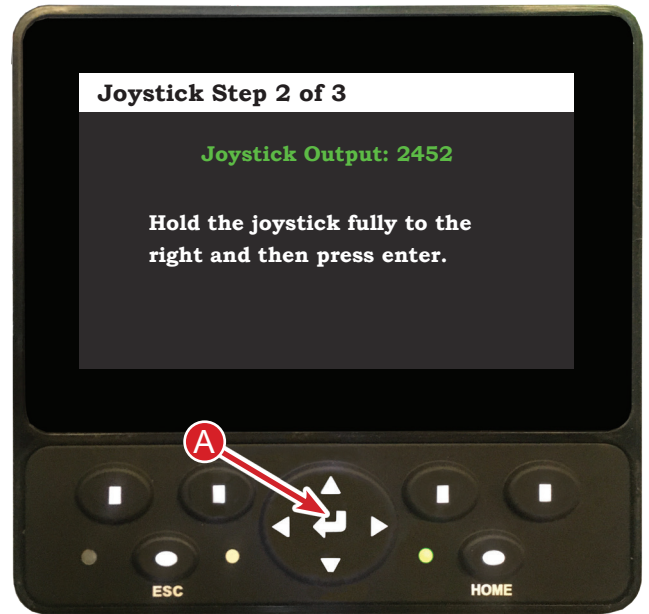 Joystick Step 2 of 3
Joystick Output: 2452
Hold the joystick fully to the
right and then press enter.
A
ESC
HOME